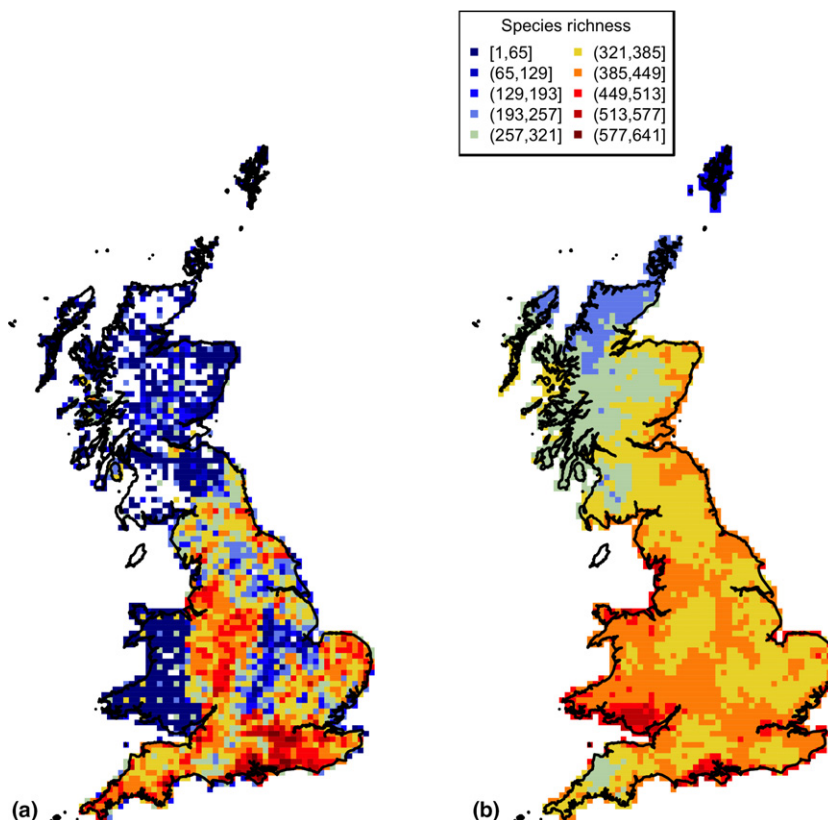 Species richness
[1,65] (321,385]
(65,129] (385,449]
(129,193] (449,513]
(193,257] (513,577]
(257,321] (577,641]
(a) (b)